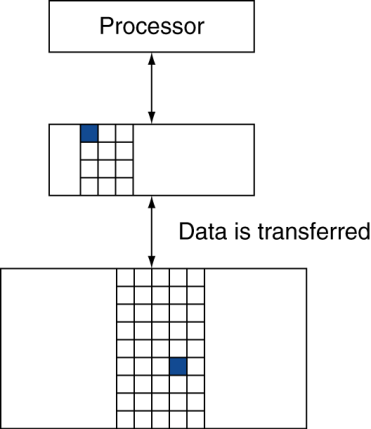 Processor
Data is transferred